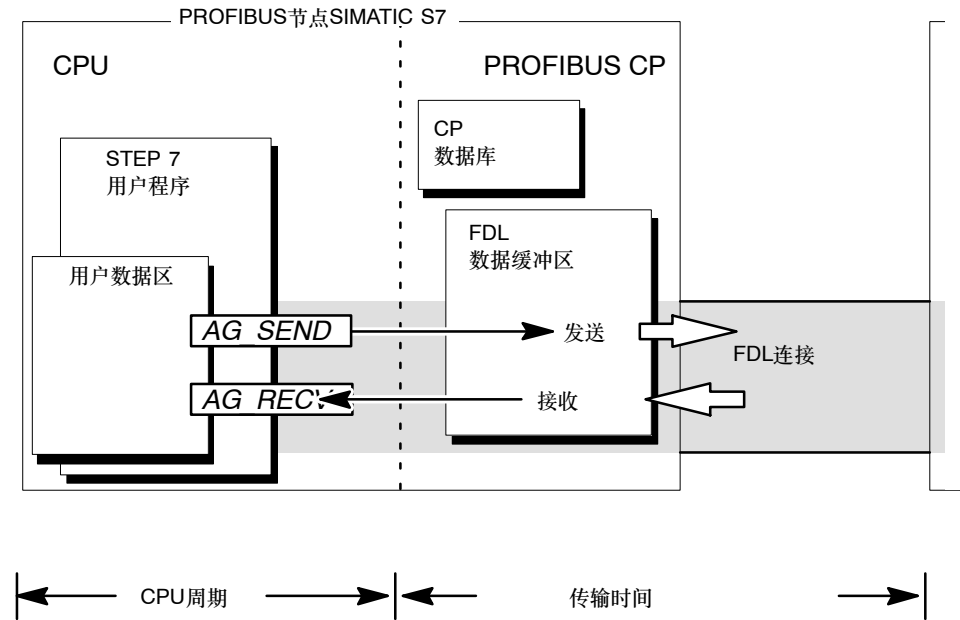 PROFIBUS节点SIMATIC S7
CPU
PROFIBUS CP
CP
数据库
STEP 7
用户程序
FDL
数据缓冲区
用户数据区
AG_SEND
发送
FDL连接
AG_RECV
接收
CPU周期
传输时间